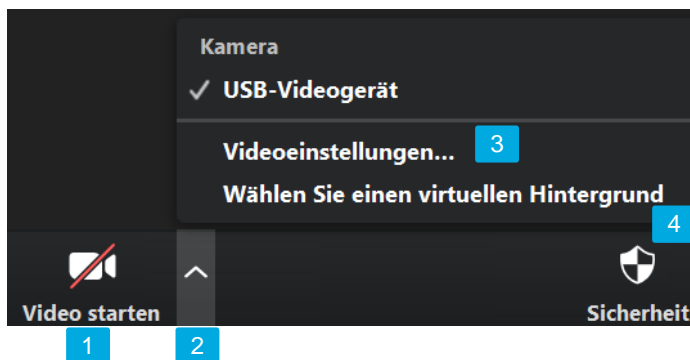 Kamera
USB-Videogerät
Videoeinstellungen... 3
Wählen Sie einen virtuellen Hintergrund
4
Video starten
Sicherheit
1 2